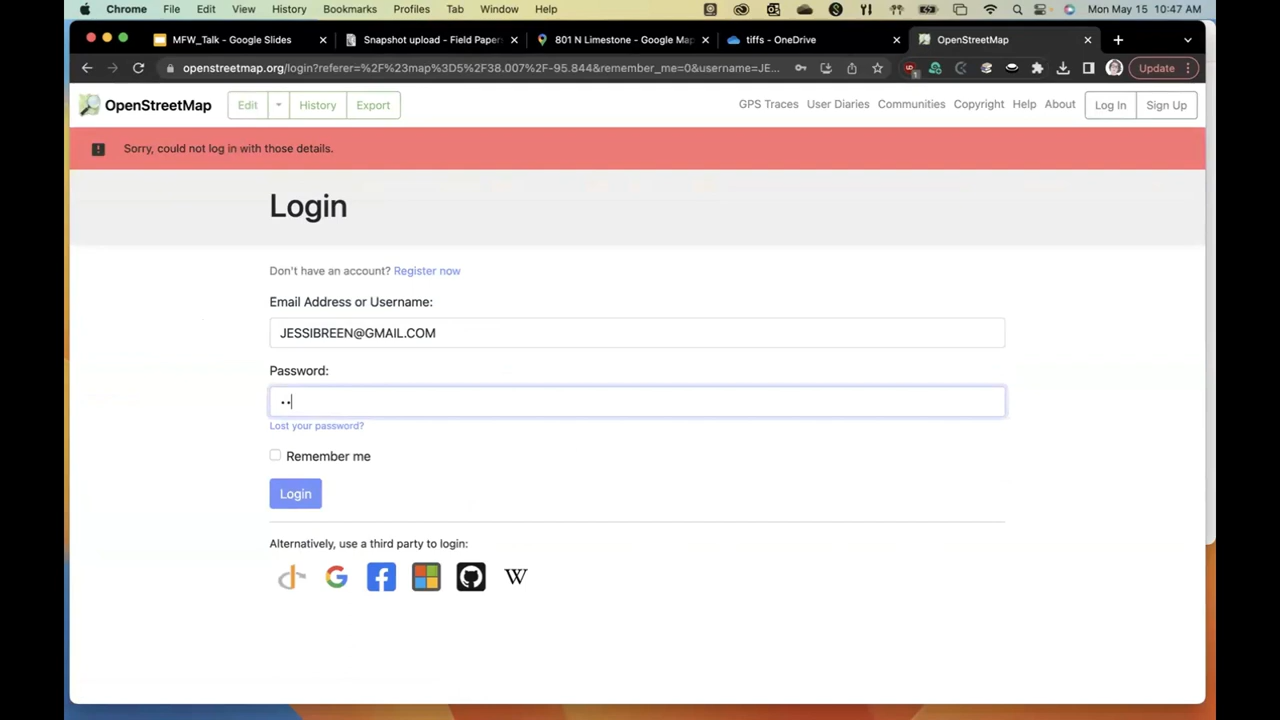 Chrome File Edit View History Bookmarks Profiles Tab Window Help Mon May 15 10:47 AM
MFW_Talk - Google Slides Snapshot upload - Field Papers 801 N Limestone - Google Map tiffs - OneDrive OpenStreetMap
openstreetmap.org/login?referer=%2F%23map%3D5%2F38.007%2F-95.844&remember_me=0&username=JE... Update
OpenStreetMap Edit History Export GPS Traces User Diaries Communities Copyright Help About Log In Sign Up
Sorry, could not log in with those details.
Login
Don't have an account? Register now
Email Address or Username:
JESSIBREEN@GMAIL.COM
Password:
Lost your password?
Remember me
Login
Alternatively, use a third party to login: